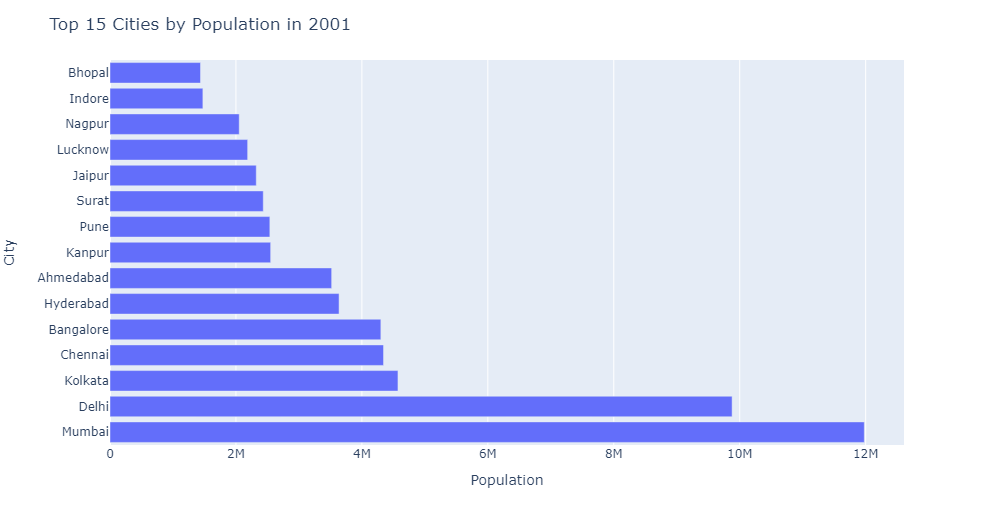 Top 15 Cities by Population in 2001
City
Bhopal
Indore
Nagpur
Lucknow
Jaipur
Surat
Pune
Kanpur
Ahmedabad
Hyderabad
Bangalore
Chennai
Kolkata
Delhi
Mumbai
0 2M 4M 6M 8M 10M 12M
Population